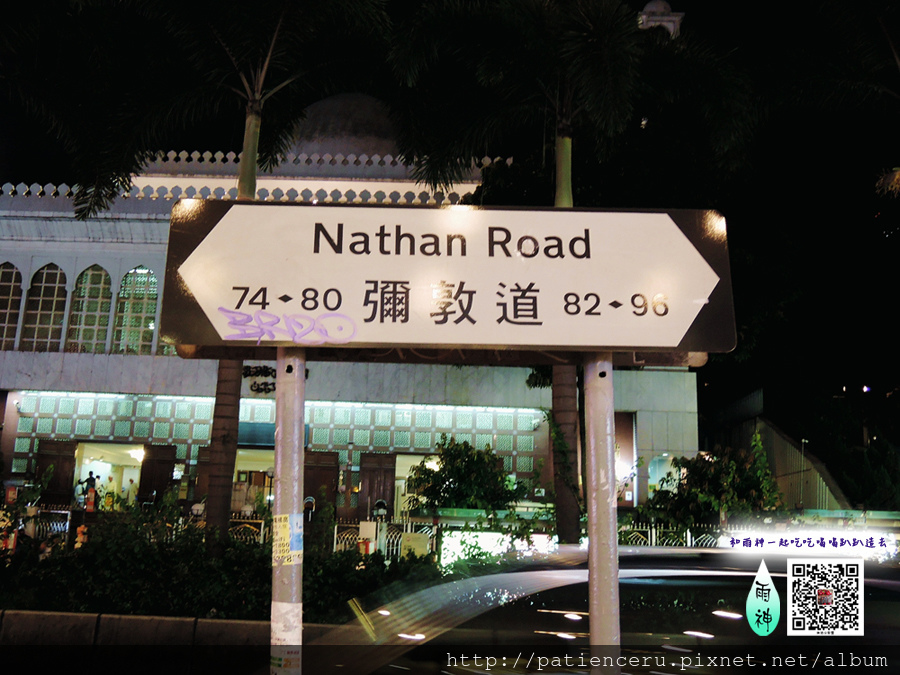 Nathan Road
74 80 彌敦道 82 96
和雨神一起吃吃喝喝趴趴造去
雨神
http://patienceru.pixnet.net/album